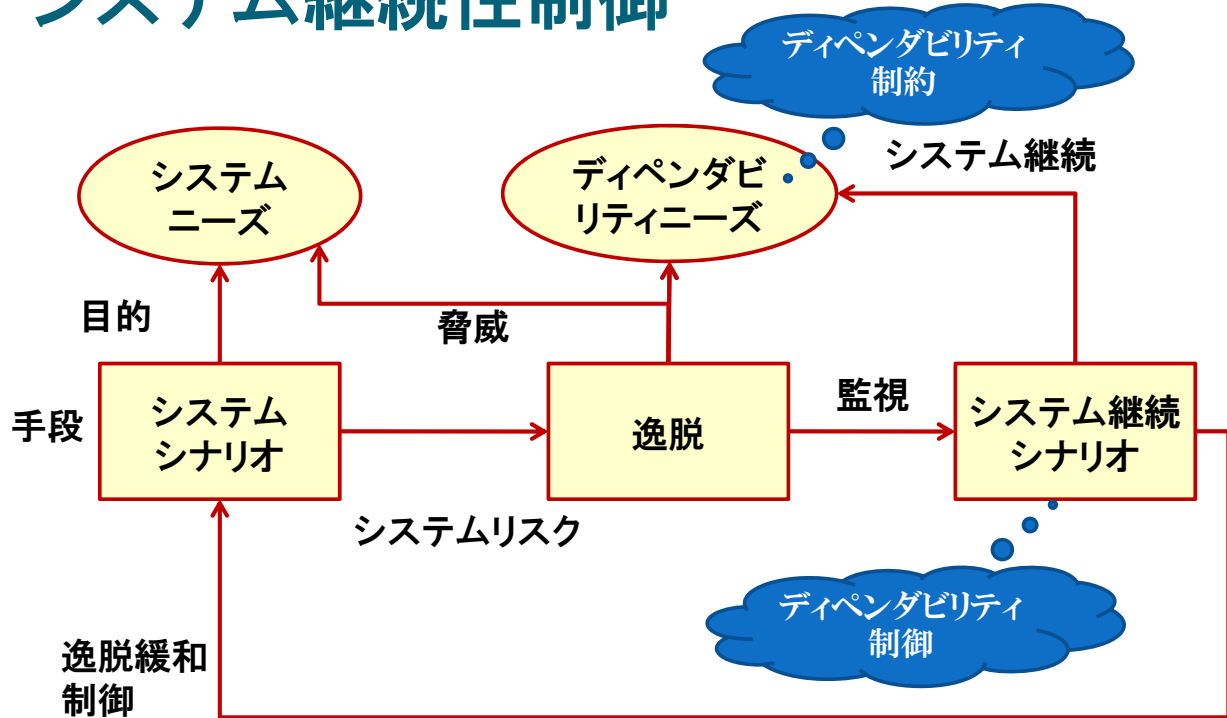 システム継続性制御
ディペンダビリティ
制約
システム継続
システム
ニーズ
ディペンダビ
リティニーズ
目的
脅威
手段
システム
シナリオ
逸脱
監視
システム継続
シナリオ
システムリスク
ディペンダビリティ
制御
逸脱緩和
制御